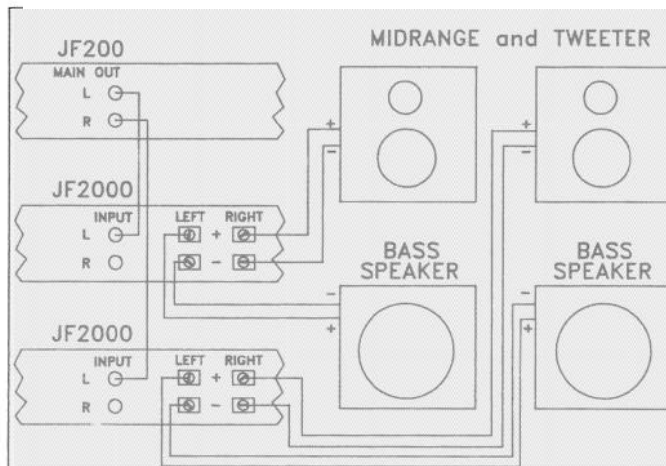 JF200
MAIN OUT
L
R
MIDRANGE and TWEETER
+
−
+
−
JF2000
INPUT
L
R
LEFT
RIGHT
+
−
BASS
SPEAKER
−
+
BASS
SPEAKER
−
+
JF2000
INPUT
L
R
LEFT
RIGHT
+
−